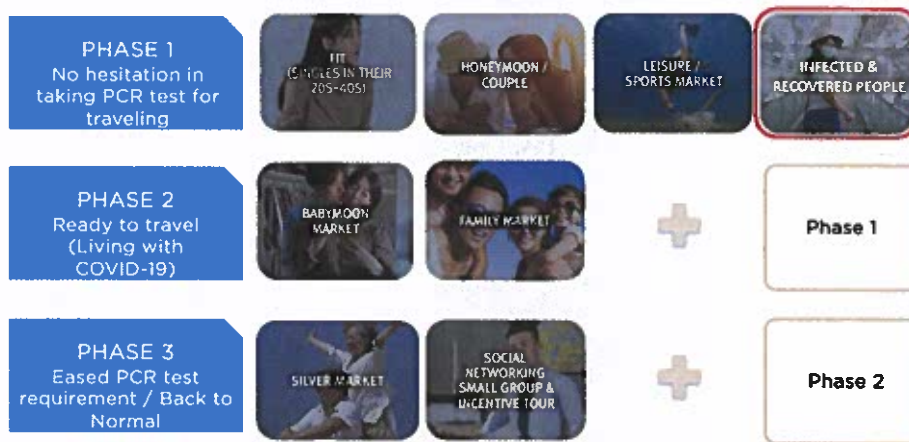 PHASE 1
No hesitation in
taking PCR test for
traveling
FIT
(SINGLES IN THEIR
20S-40S)
HONEYMOON /
COUPLE
LEISURE /
SPORTS MARKET
INFECTED &
RECOVERED PEOPLE
PHASE 2
Ready to travel
(Living with
COVID-19)
BABYMOON
MARKET
FAMILY MARKET
Phase 1
PHASE 3
Eased PCR test
requirement / Back to
Normal
SILVER MARKET
SOCIAL
NETWORKING
SMALL GROUP &
INCENTIVE TOUR
Phase 2